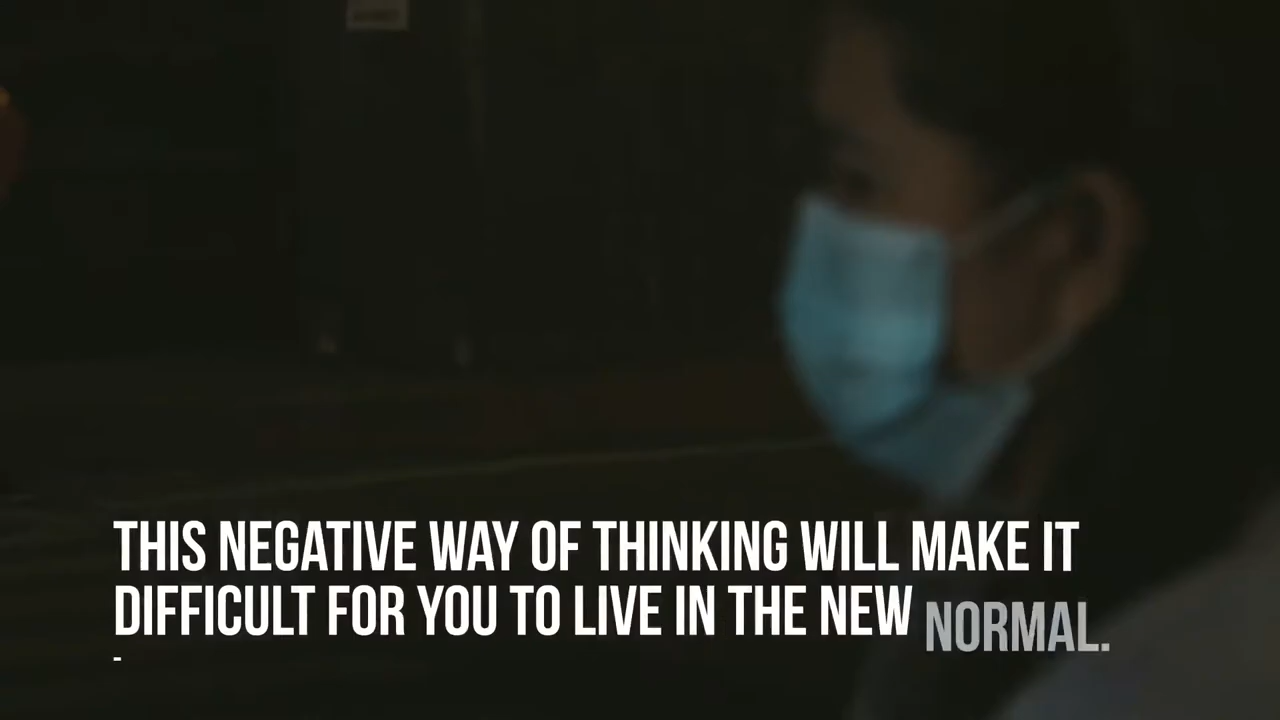 THIS NEGATIVE WAY OF THINKING WILL MAKE IT
DIFFICULT FOR YOU TO LIVE IN THE NEW NORMAL.
-